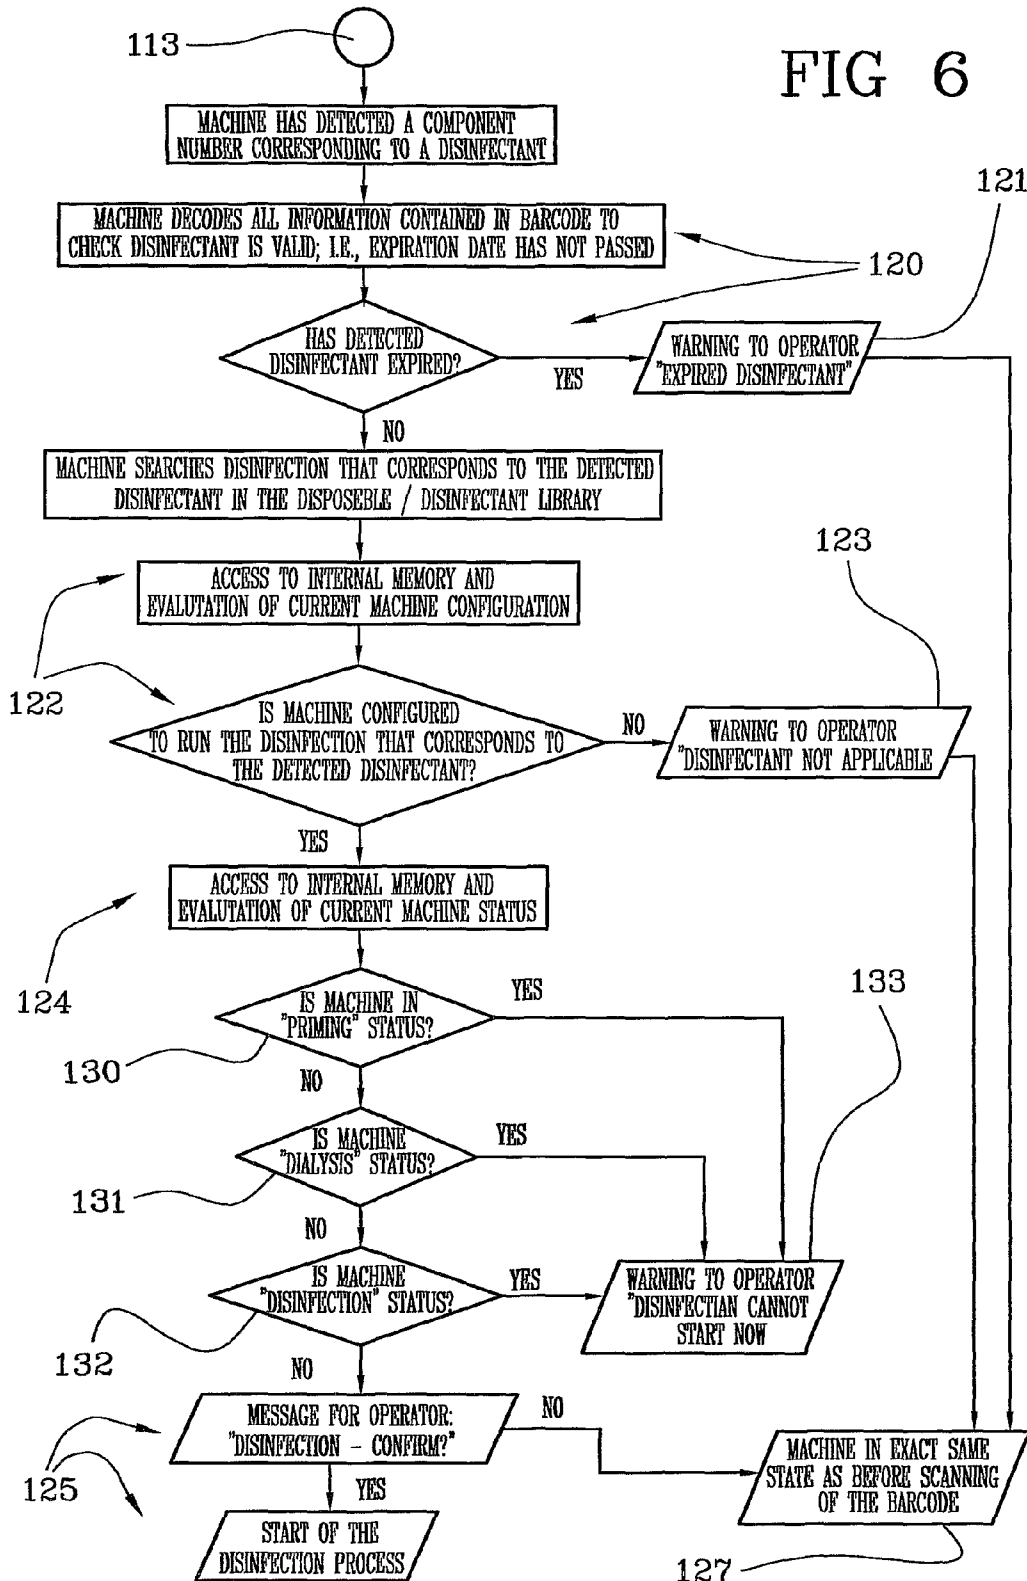 113
FIG 6
MACHINE HAS DETECTED A COMPONENT
NUMBER CORRESPONDING TO A DISINFECTANT
121
MACHINE DECODES ALL INFORMATION CONTAINED IN BARCODE TO
CHECK DISINFECTANT IS VALID; I.E., EXPIRATION DATE HAS NOT PASSED
120
HAS DETECTED
DISINFECTANT EXPIRED?
YES
WARNING TO OPERATOR
"EXPIRED DISINFECTANT"
NO
MACHINE SEARCHES DISINFECTION THAT CORRESPONDS TO THE DETECTED
DISINFECTANT IN THE DISPOSEBLE / DISINFECTANT LIBRARY
123
ACCESS TO INTERNAL MEMORY AND
EVALUTATION OF CURRENT MACHINE CONFIGURATION
122
IS MACHINE CONFIGURED
TO RUN THE DISINFECTION THAT CORRESPONDS TO
THE DETECTED DISINFECTANT?
NO
WARNING TO OPERATOR
"DISINFECTANT NOT APPLICABLE
YES
ACCESS TO INTERNAL MEMORY AND
EVALUTATION OF CURRENT MACHINE STATUS
124
IS MACHINE IN
"PRIMING" STATUS?
YES
133
130
NO
IS MACHINE
"DIALYSIS" STATUS?
YES
131
NO
IS MACHINE
"DISINFECTION" STATUS?
YES
WARNING TO OPERATOR
"DISINFECTIAN CANNOT
START NOW
132
NO
MESSAGE FOR OPERATOR:
"DISINFECTION - CONFIRM?"
NO
125
YES
MACHINE IN EXACT SAME
STATE AS BEFORE SCANNING
OF THE BARCODE
START OF THE
DISINFECTION PROCESS
127